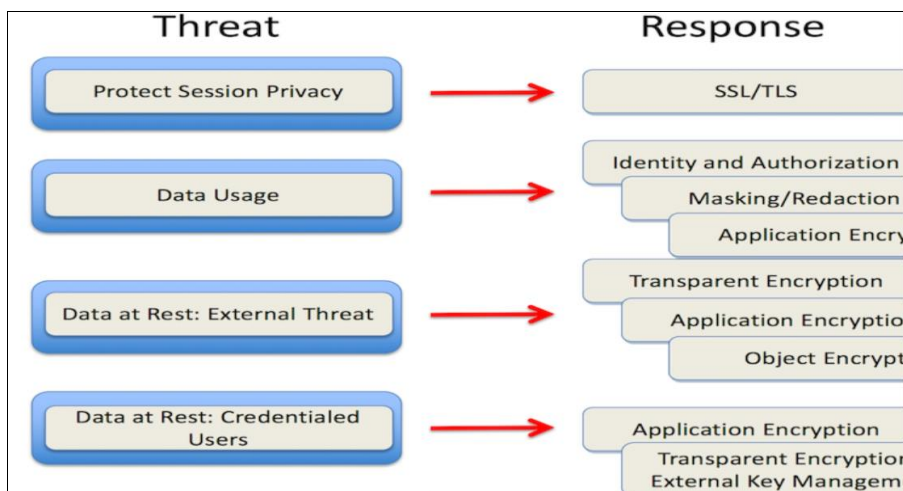 Threat
Response
Protect Session Privacy
SSL/TLS
Data Usage
Identity and Authorization
Masking/Redaction
Application Encry
Data at Rest: External Threat
Transparent Encryption
Application Encryptio
Object Encrypt
Data at Rest: Credentialed
Users
Application Encryption
Transparent Encryption
External Key Managem